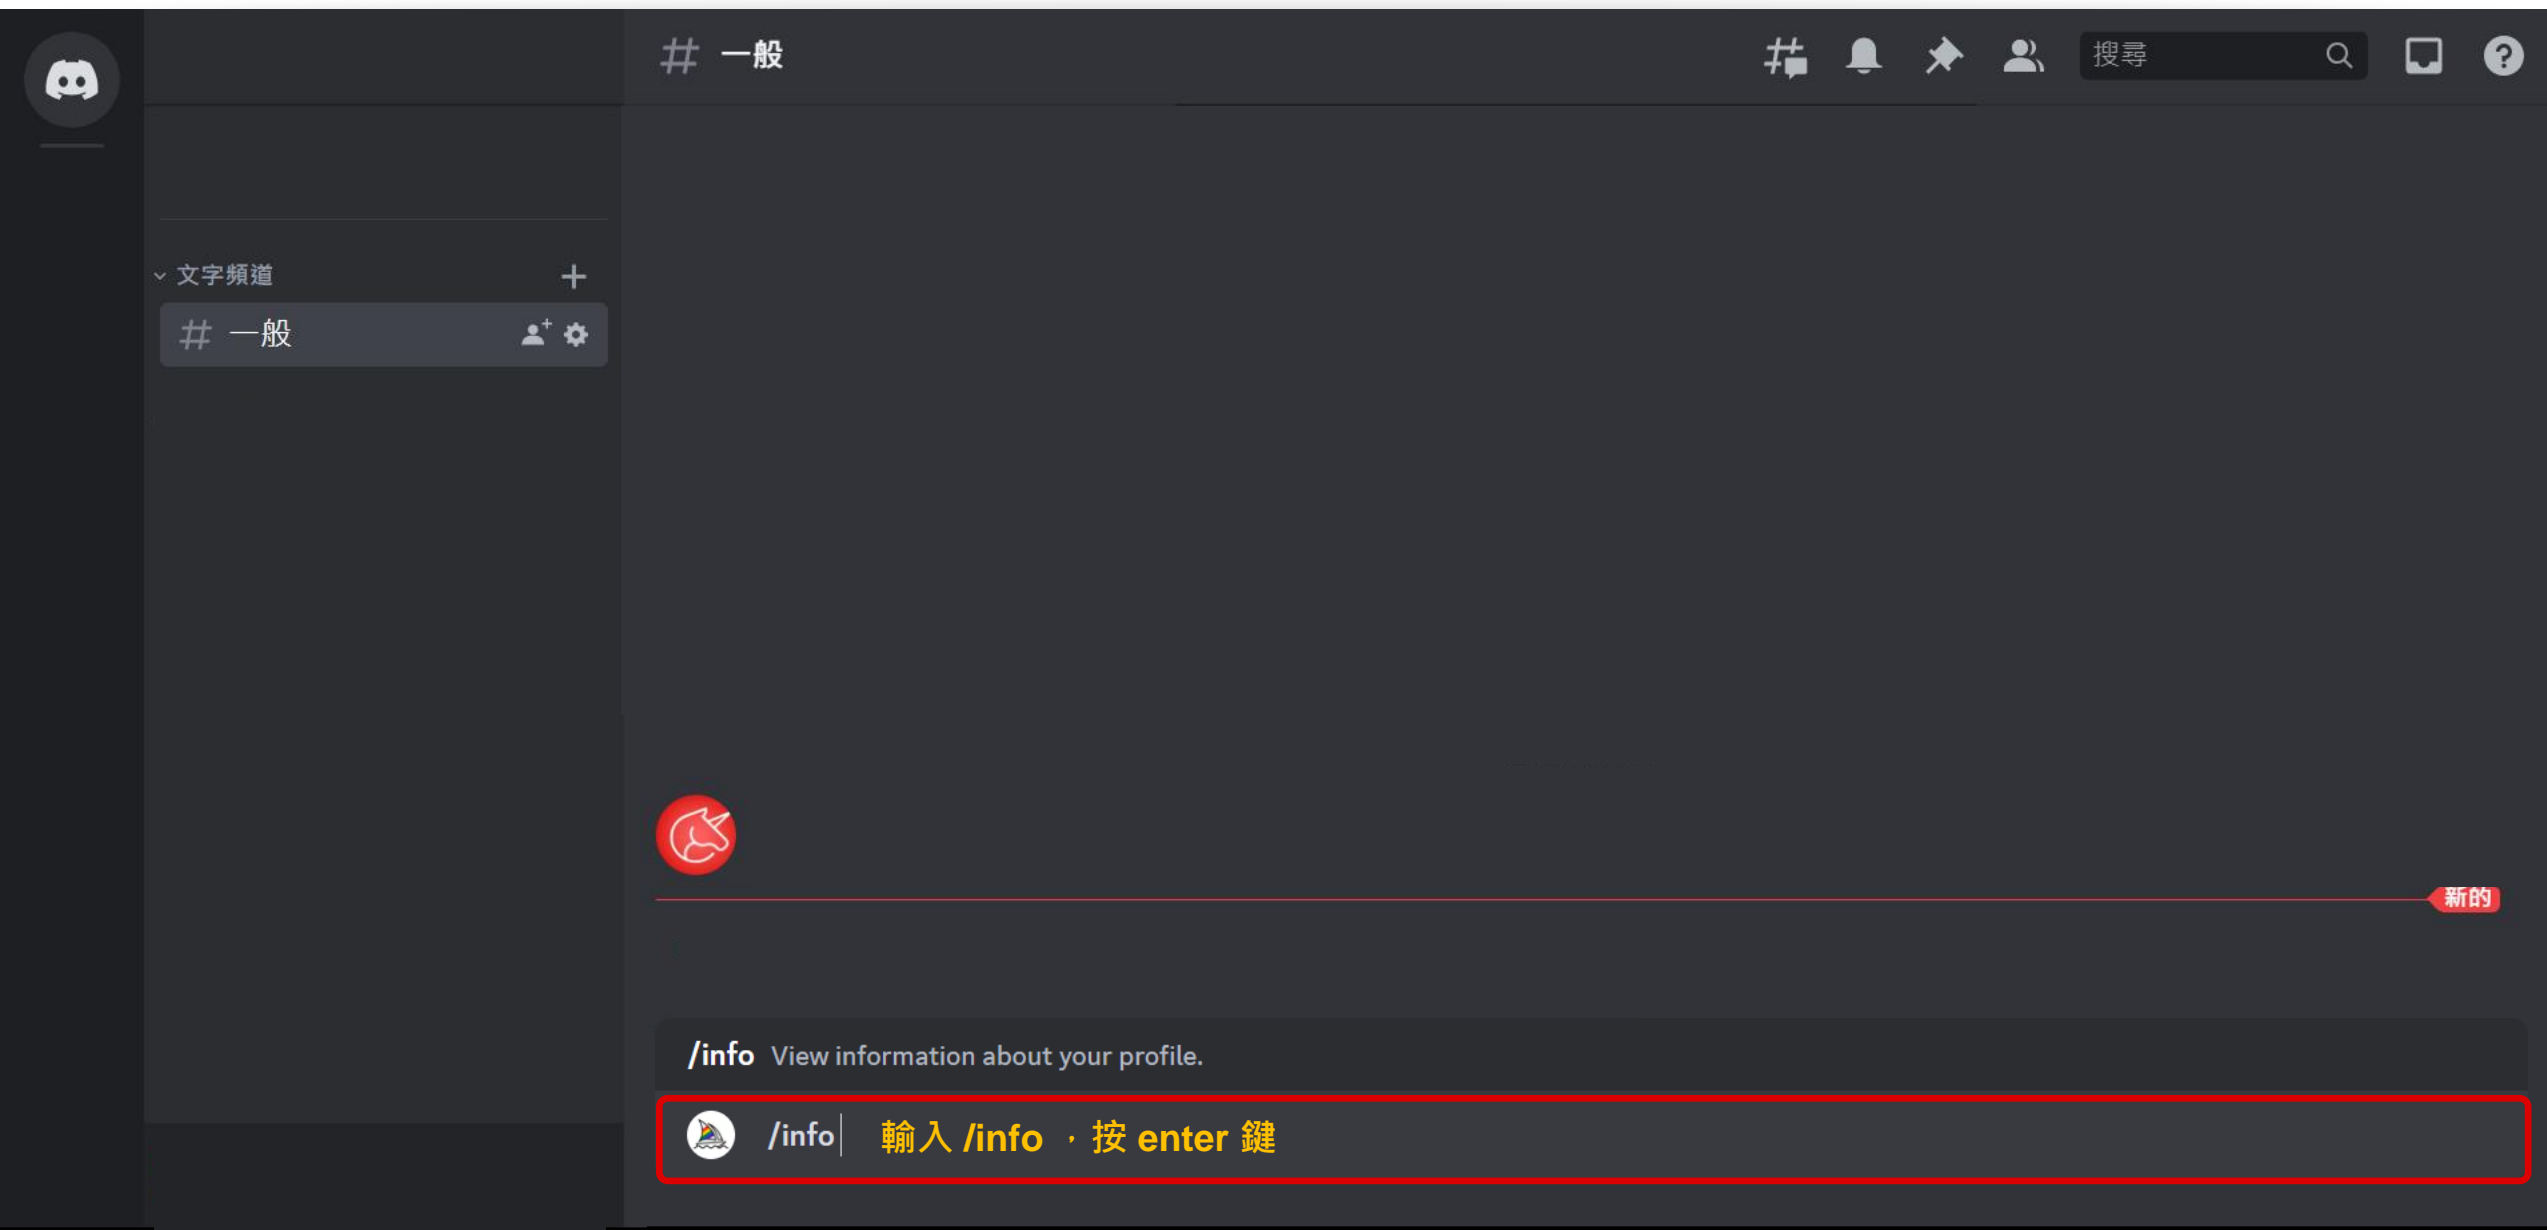 # 一般
搜尋
文字頻道
# 一般
新的
/info View information about your profile.
/info 輸入 /info ，按 enter 鍵